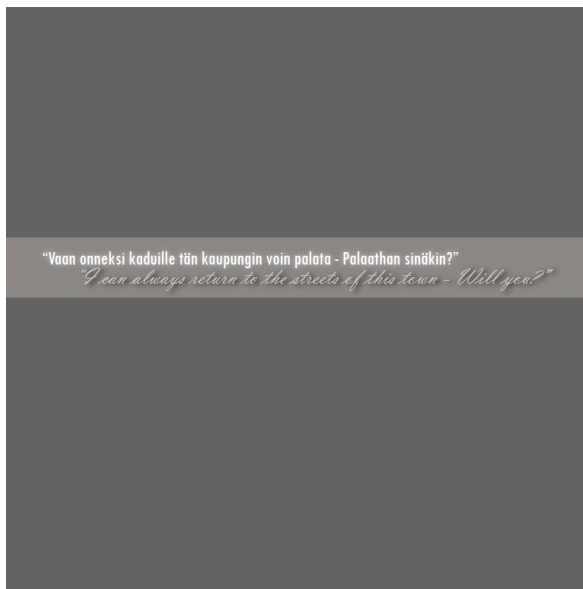 “Vaan onneksi kaduille tän kaupungin voin palata - Palaathan sinäkin?”
“I can always return to the streets of this town - Will you?”